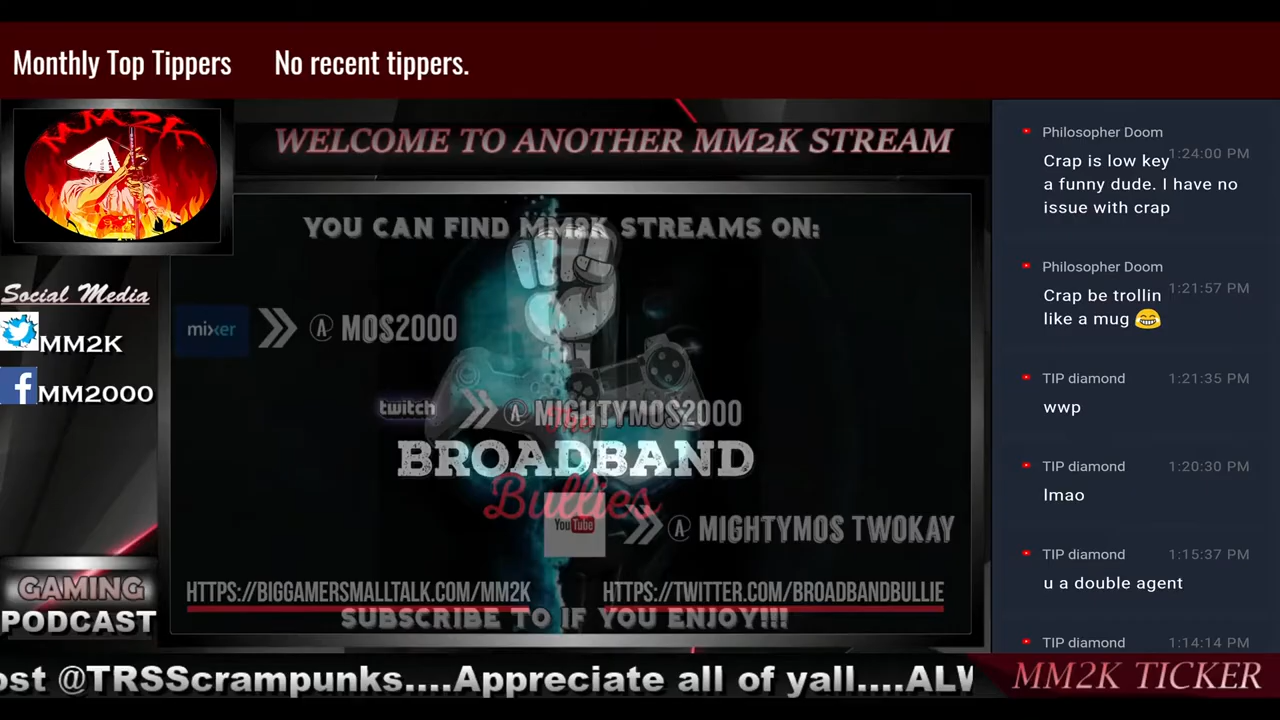 Monthly Top Tippers
No recent tippers.
MM2K
WELCOME TO ANOTHER MM2K STREAM
YOU CAN FIND MM2K STREAMS ON:
Social Media
MM2K
MM2000
mixer
@ MOS2000
twitch
@ MIGHTYMOS2000
The
BROADBAND
Bullies
YouTube
@ MIGHTYMOS TWOKAY
HTTPS://BIGGAMERSMALLTALK.COM/MM2K
HTTPS://TWITTER.COM/BROADBANDBULLIE
SUBSCRIBE TO IF YOU ENJOY!!!
GAMING
PODCAST
Philosopher Doom
1:24:00 PM
Crap is low key
a funny dude. I have no
issue with crap
Philosopher Doom
1:21:57 PM
Crap be trollin
like a mug 😂
TIP diamond
1:21:35 PM
wwp
TIP diamond
1:20:30 PM
lmao
TIP diamond
1:15:37 PM
u a double agent
TIP diamond
1:14:14 PM
ost @TRSScrampunks....Appreciate all of yall....ALW
MM2K TICKER